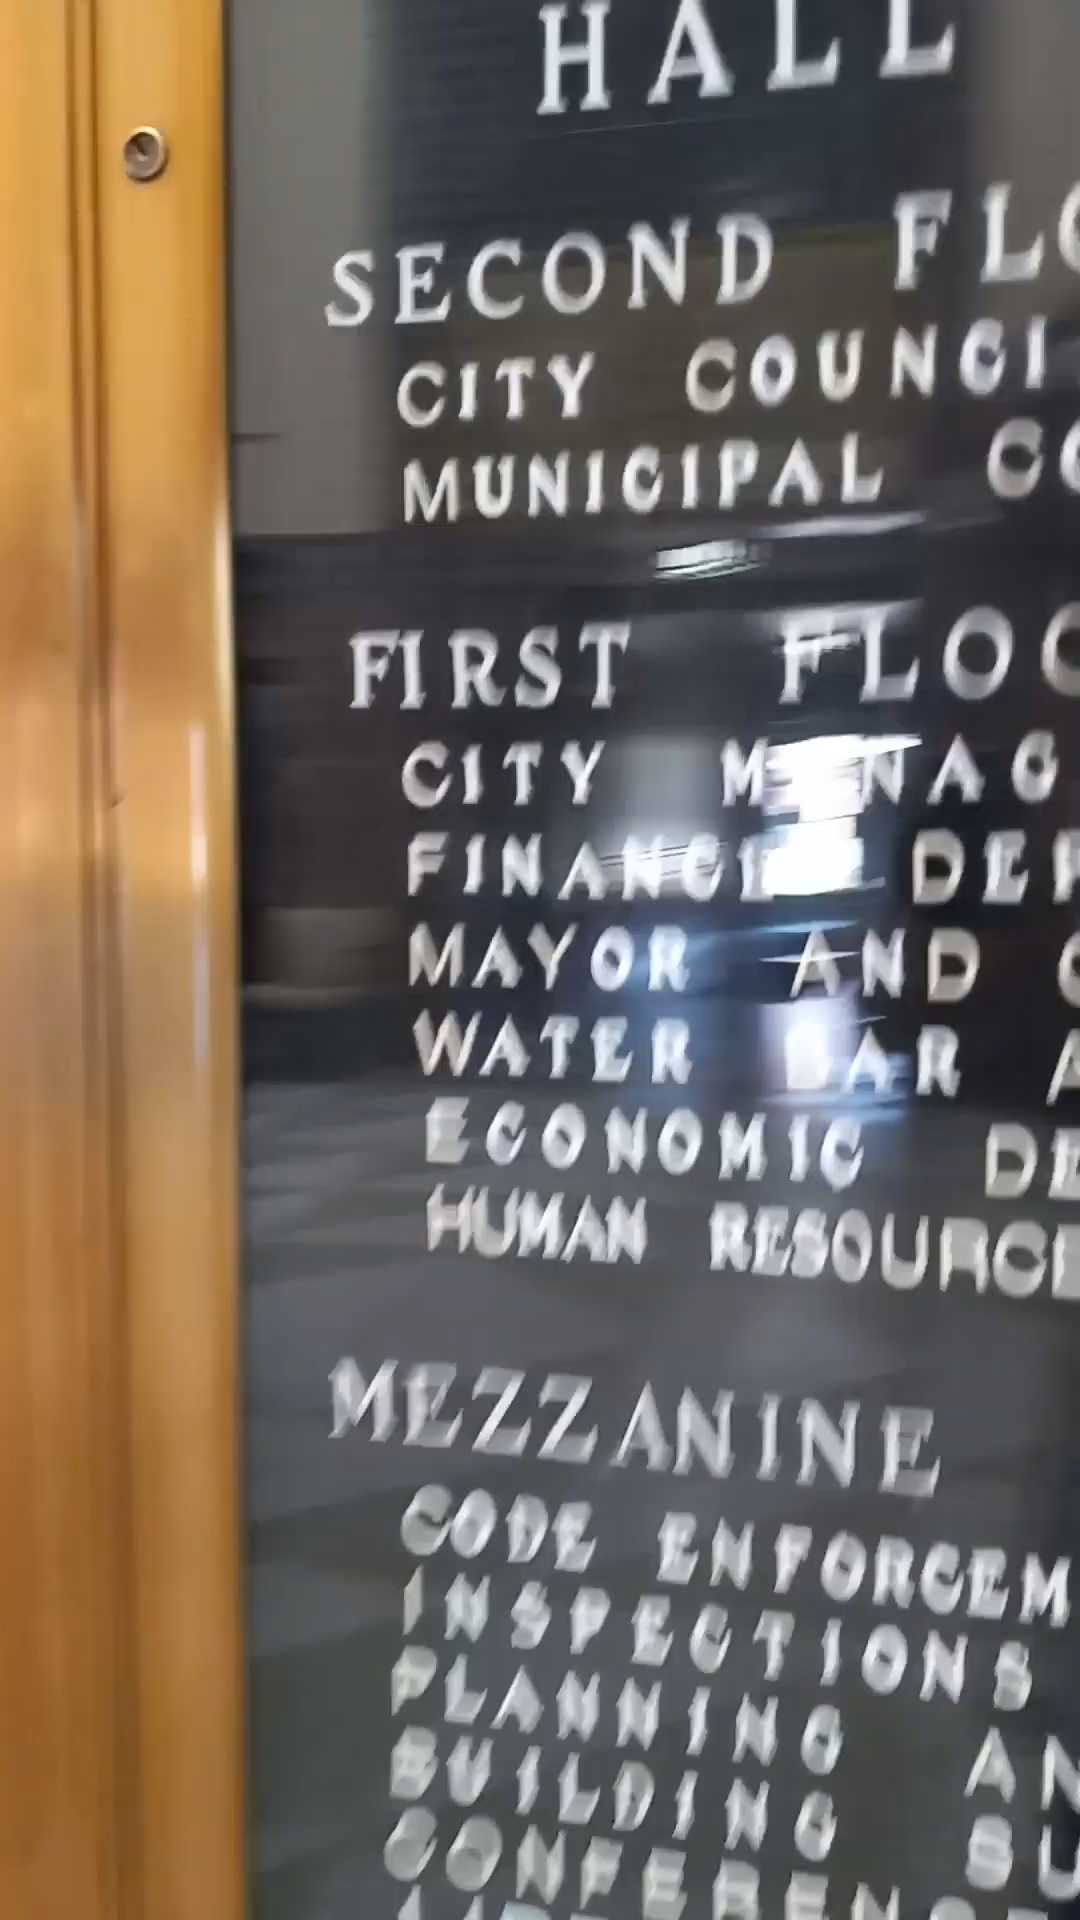 HALL
SECOND FLO
CITY COUNCI
MUNICIPAL CO
FIRST FLOO
CITY MANAG
FINANCE DEP
MAYOR AND C
WATER BAR A
ECONOMIC DE
HUMAN RESOURCE
MEZZANINE
CODE ENFORCEM
INSPECTIONS
PLANNING AN
BUILDING SU
CONFERENCE